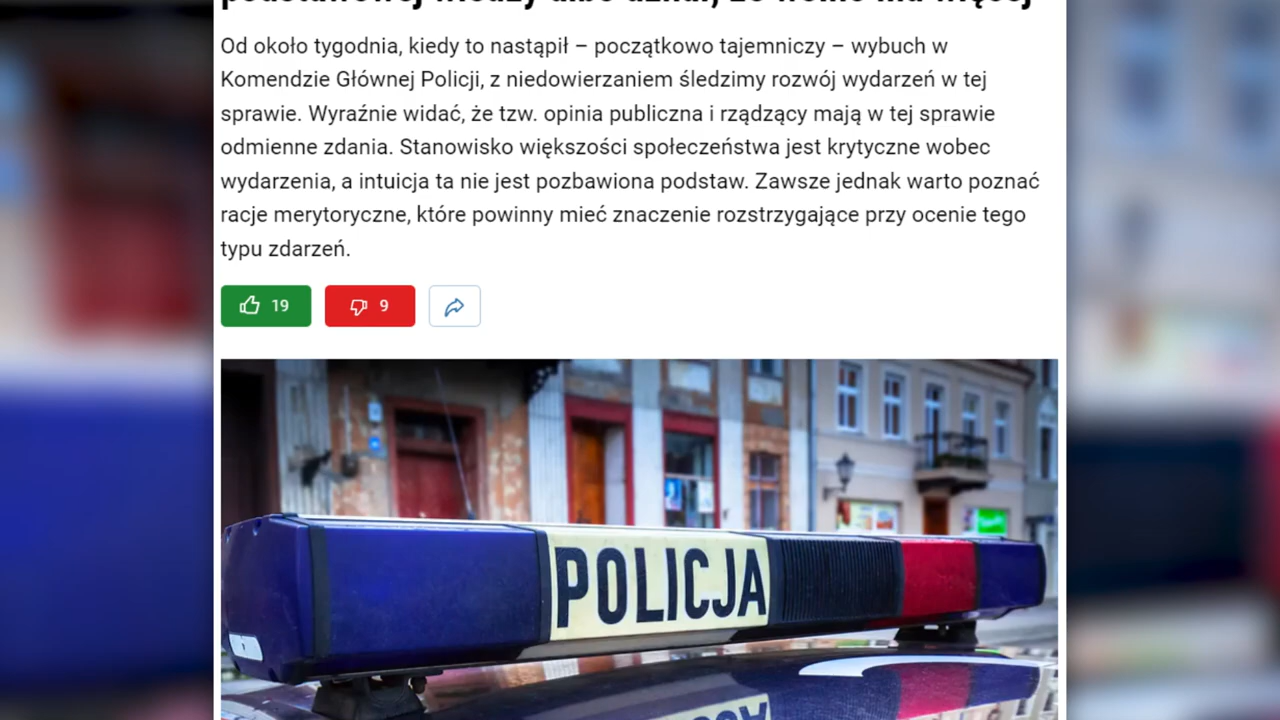 Od około tygodnia, kiedy to nastąpił – początkowo tajemniczy – wybuch w
Komendzie Głównej Policji, z niedowierzaniem śledzimy rozwój wydarzeń w tej
sprawie. Wyraźnie widać, że tzw. opinia publiczna i rządzący mają w tej sprawie
odmienne zdania. Stanowisko większości społeczeństwa jest krytyczne wobec
wydarzenia, a intuicja ta nie jest pozbawiona podstaw. Zawsze jednak warto poznać
racje merytoryczne, które powinny mieć znaczenie rozstrzygające przy ocenie tego
typu zdarzeń.
19 9
POLICJA